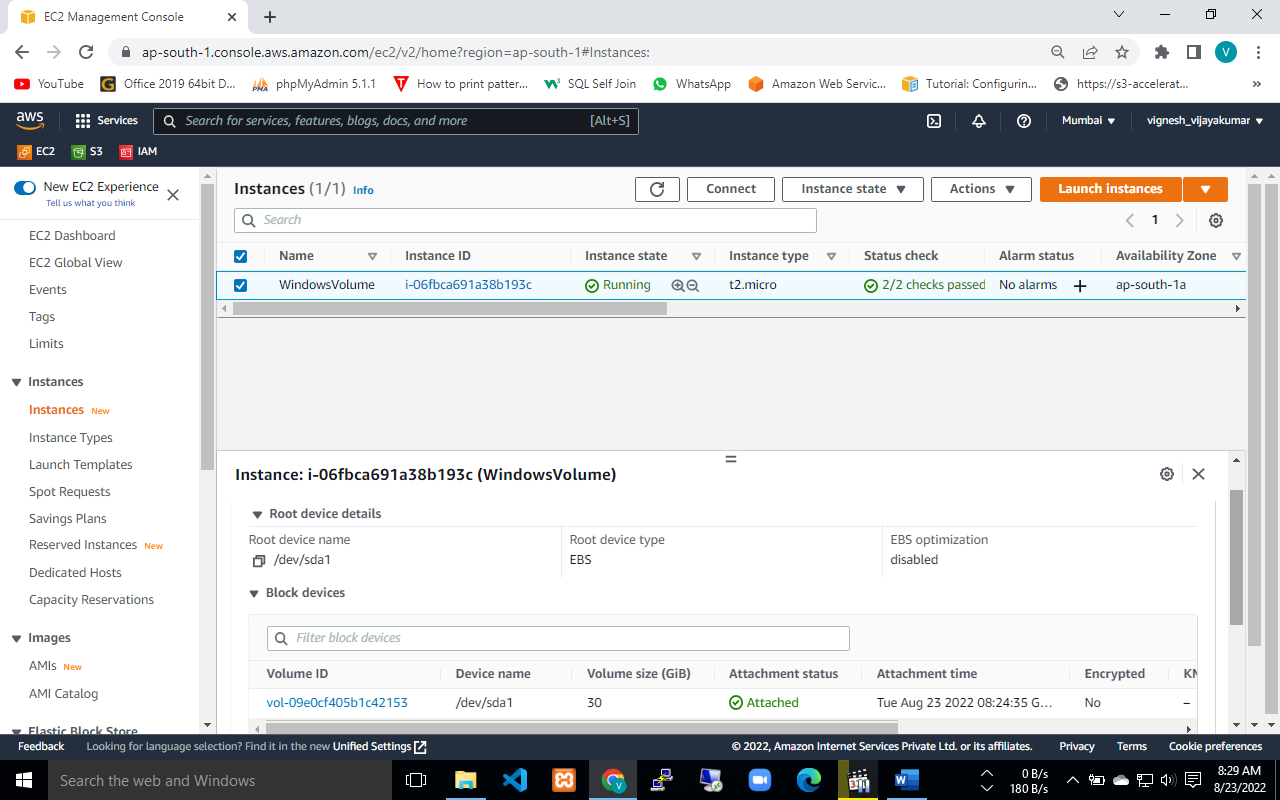 EC2 Management Console
ap-south-1.console.aws.amazon.com/ec2/v2/home?region=ap-south-1#Instances:
V
YouTube
G
Office 2019 64bit D...
PMA
phpMyAdmin 5.1.1
How to print patter...
SQL Self Join
WhatsApp
Amazon Web Servic...
Tutorial: Configurin...
https://s3-accelerat...
»
aws
Services
Search for services, features, blogs, docs, and more
[Alt+S]
Mumbai
vignesh_vijayakumar
EC2
S3
IAM
New EC2 Experience
Tell us what you think
EC2 Dashboard
EC2 Global View
Events
Tags
Limits
Instances
Instances New
Instance Types
Launch Templates
Spot Requests
Savings Plans
Reserved Instances New
Dedicated Hosts
Capacity Reservations
Images
AMIs New
AMI Catalog
Elastic Block Store
Instances (1/1) Info
Connect
Instance state
Actions
Launch instances
Search
1
Name
Instance ID
Instance state
Instance type
Status check
Alarm status
Availability Zone
WindowsVolume
i-06fbca691a38b193c
Running
t2.micro
2/2 checks passed
No alarms
ap-south-1a
Instance: i-06fbca691a38b193c (WindowsVolume)
Root device details
Root device name
Root device type
EBS optimization
/dev/sda1
EBS
disabled
Block devices
Filter block devices
Volume ID
Device name
Volume size (GiB)
Attachment status
Attachment time
Encrypted
vol-09e0cf405b1c42153
/dev/sda1
30
Attached
Tue Aug 23 2022 08:24:35 G...
No
–
Feedback
Looking for language selection? Find it in the new Unified Settings
© 2022, Amazon Internet Services Private Ltd. or its affiliates.
Privacy
Terms
Cookie preferences
Search the web and Windows
0 B/s
180 B/s
8:29 AM
8/23/2022